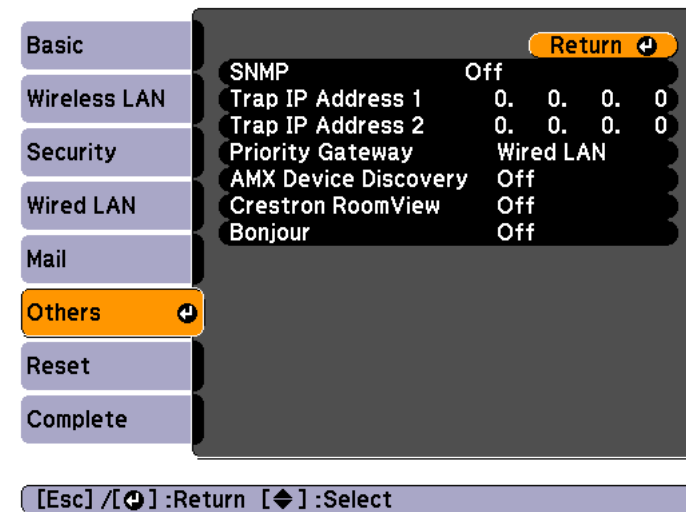 Basic
Wireless LAN
Security
Wired LAN
Mail
Others
Reset
Complete
Return
SNMP Off
Trap IP Address 1 0. 0. 0. 0
Trap IP Address 2 0. 0. 0. 0
Priority Gateway Wired LAN
AMX Device Discovery Off
Crestron RoomView Off
Bonjour Off
[Esc] /[ ] :Return [ ] :Select